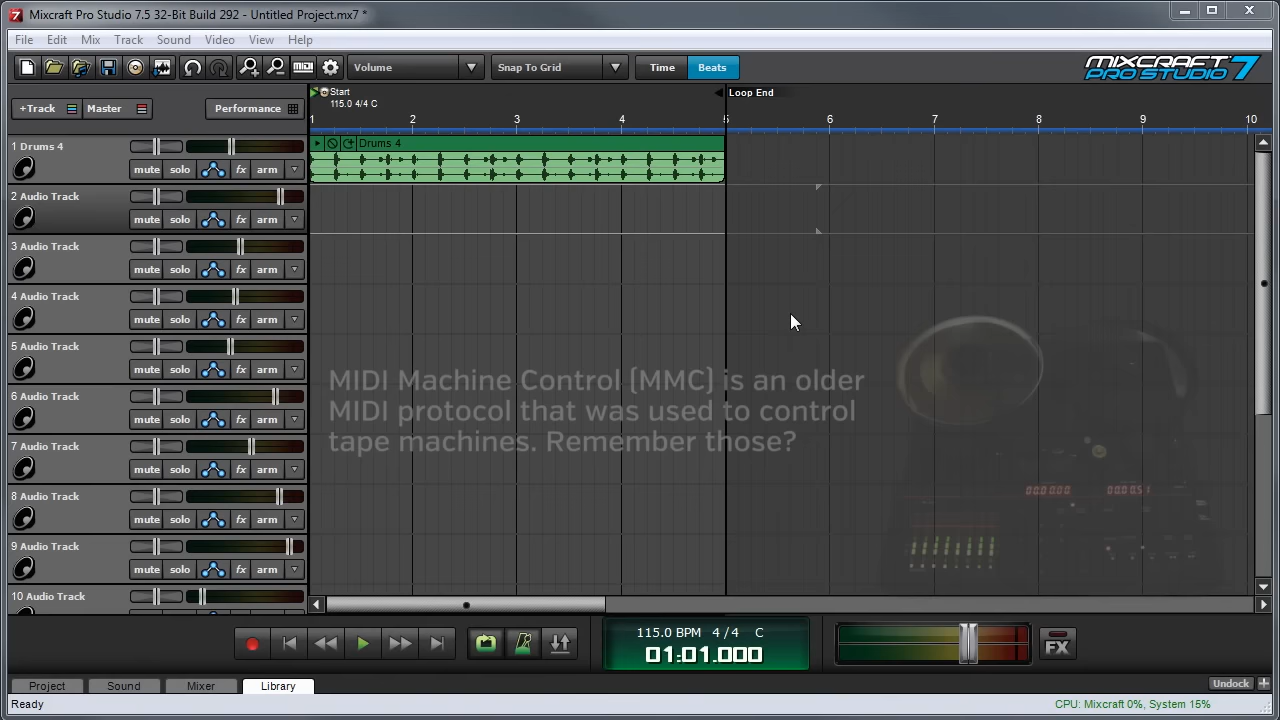 Mixcraft Pro Studio 7.5 32-Bit Build 292 - Untitled Project.mx7 *
File Edit Mix Track Sound Video View Help
Volume Snap To Grid Time Beats MIXCRAFT PRO STUDIO 7
+Track Master Performance
Start Loop End
115.0 4/4 C
1 2 3 4 5 6 7 8 9 10
1 Drums 4 Drums 4
mute solo fx arm
2 Audio Track
mute solo fx arm
3 Audio Track
mute solo fx arm
4 Audio Track
mute solo fx arm
5 Audio Track
mute solo fx arm
6 Audio Track
mute solo fx arm
7 Audio Track
mute solo fx arm
8 Audio Track
mute solo fx arm
9 Audio Track
mute solo fx arm
10 Audio Track
MIDI Machine Control (MMC) is an older
MIDI protocol that was used to control
tape machines. Remember those?
00.00.00 00.00.51
115.0 BPM 4 / 4 C
01:01.000
FX
Project Sound Mixer Library Undock
Ready CPU: Mixcraft 0%, System 15%